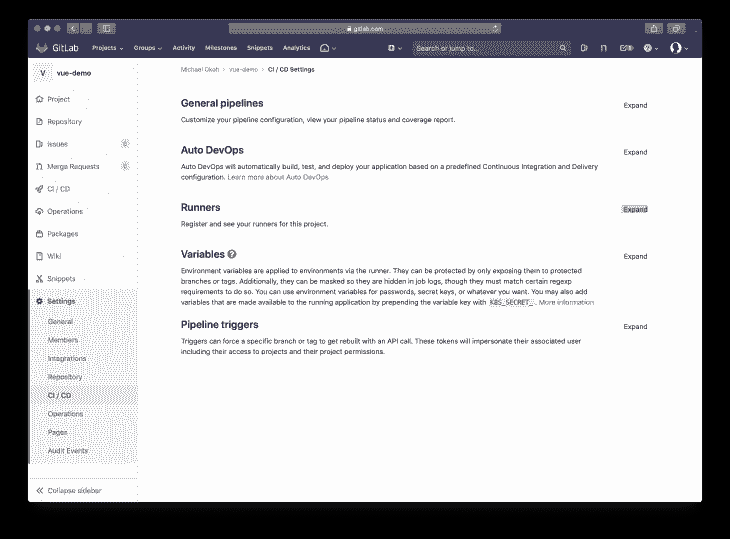 gitlab.com
GitLab Projects Groups Activity Milestones Snippets Analytics Search or jump to...
V vue-demo
Michael Okoh > vue-demo > CI / CD Settings
Project
Repository
Issues 0
Merge Requests 0
CI / CD
Operations
Packages
Wiki
Snippets
Settings
General
Members
Integrations
Repository
CI / CD
Operations
Pages
Audit Events
Collapse sidebar
General pipelines Expand
Customize your pipeline configuration, view your pipeline status and coverage report.
Auto DevOps Expand
Auto DevOps will automatically build, test, and deploy your application based on a predefined Continuous Integration and Delivery
configuration. Learn more about Auto DevOps
Runners Expand
Register and see your runners for this project.
Variables Expand
Environment variables are applied to environments via the runner. They can be protected by only exposing them to protected
branches or tags. Additionally, they can be masked so they are hidden in job logs, though they must match certain regexp
requirements to do so. You can use environment variables for passwords, secret keys, or whatever you want. You may also add
variables that are made available to the running application by prepending the variable key with K8S_SECRET_. More information
Pipeline triggers Expand
Triggers can force a specific branch or tag to get rebuilt with an API call. These tokens will impersonate their associated user
including their access to projects and their project permissions.